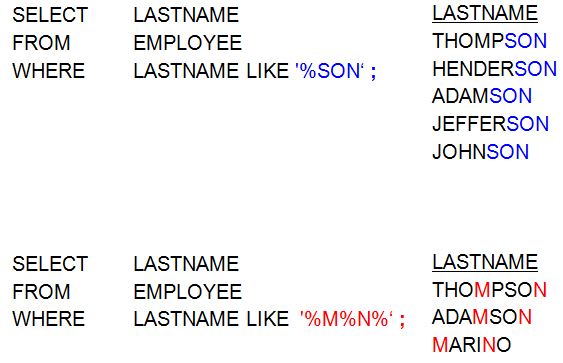 SELECT LASTNAME
FROM EMPLOYEE
WHERE LASTNAME LIKE '%SON‘ ;
LASTNAME
THOMPSON
HENDERSON
ADAMSON
JEFFERSON
JOHNSON
SELECT LASTNAME
FROM EMPLOYEE
WHERE LASTNAME LIKE '%M%N%‘ ;
LASTNAME
THOMPSON
ADAMSON
MARINO